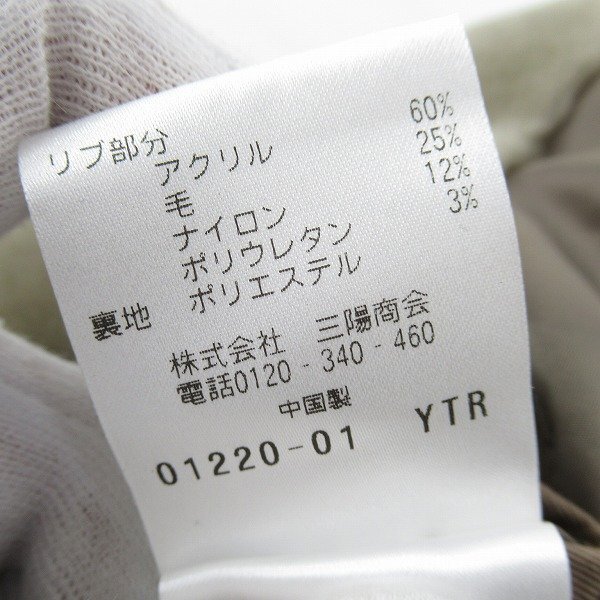 リブ部分
アクリル 60%
毛 25%
ナイロン 12%
ポリウレタン 3%
裏地 ポリエステル
株式会社 三陽商会
電話0120-340-460
中国製
01220-01 YTR